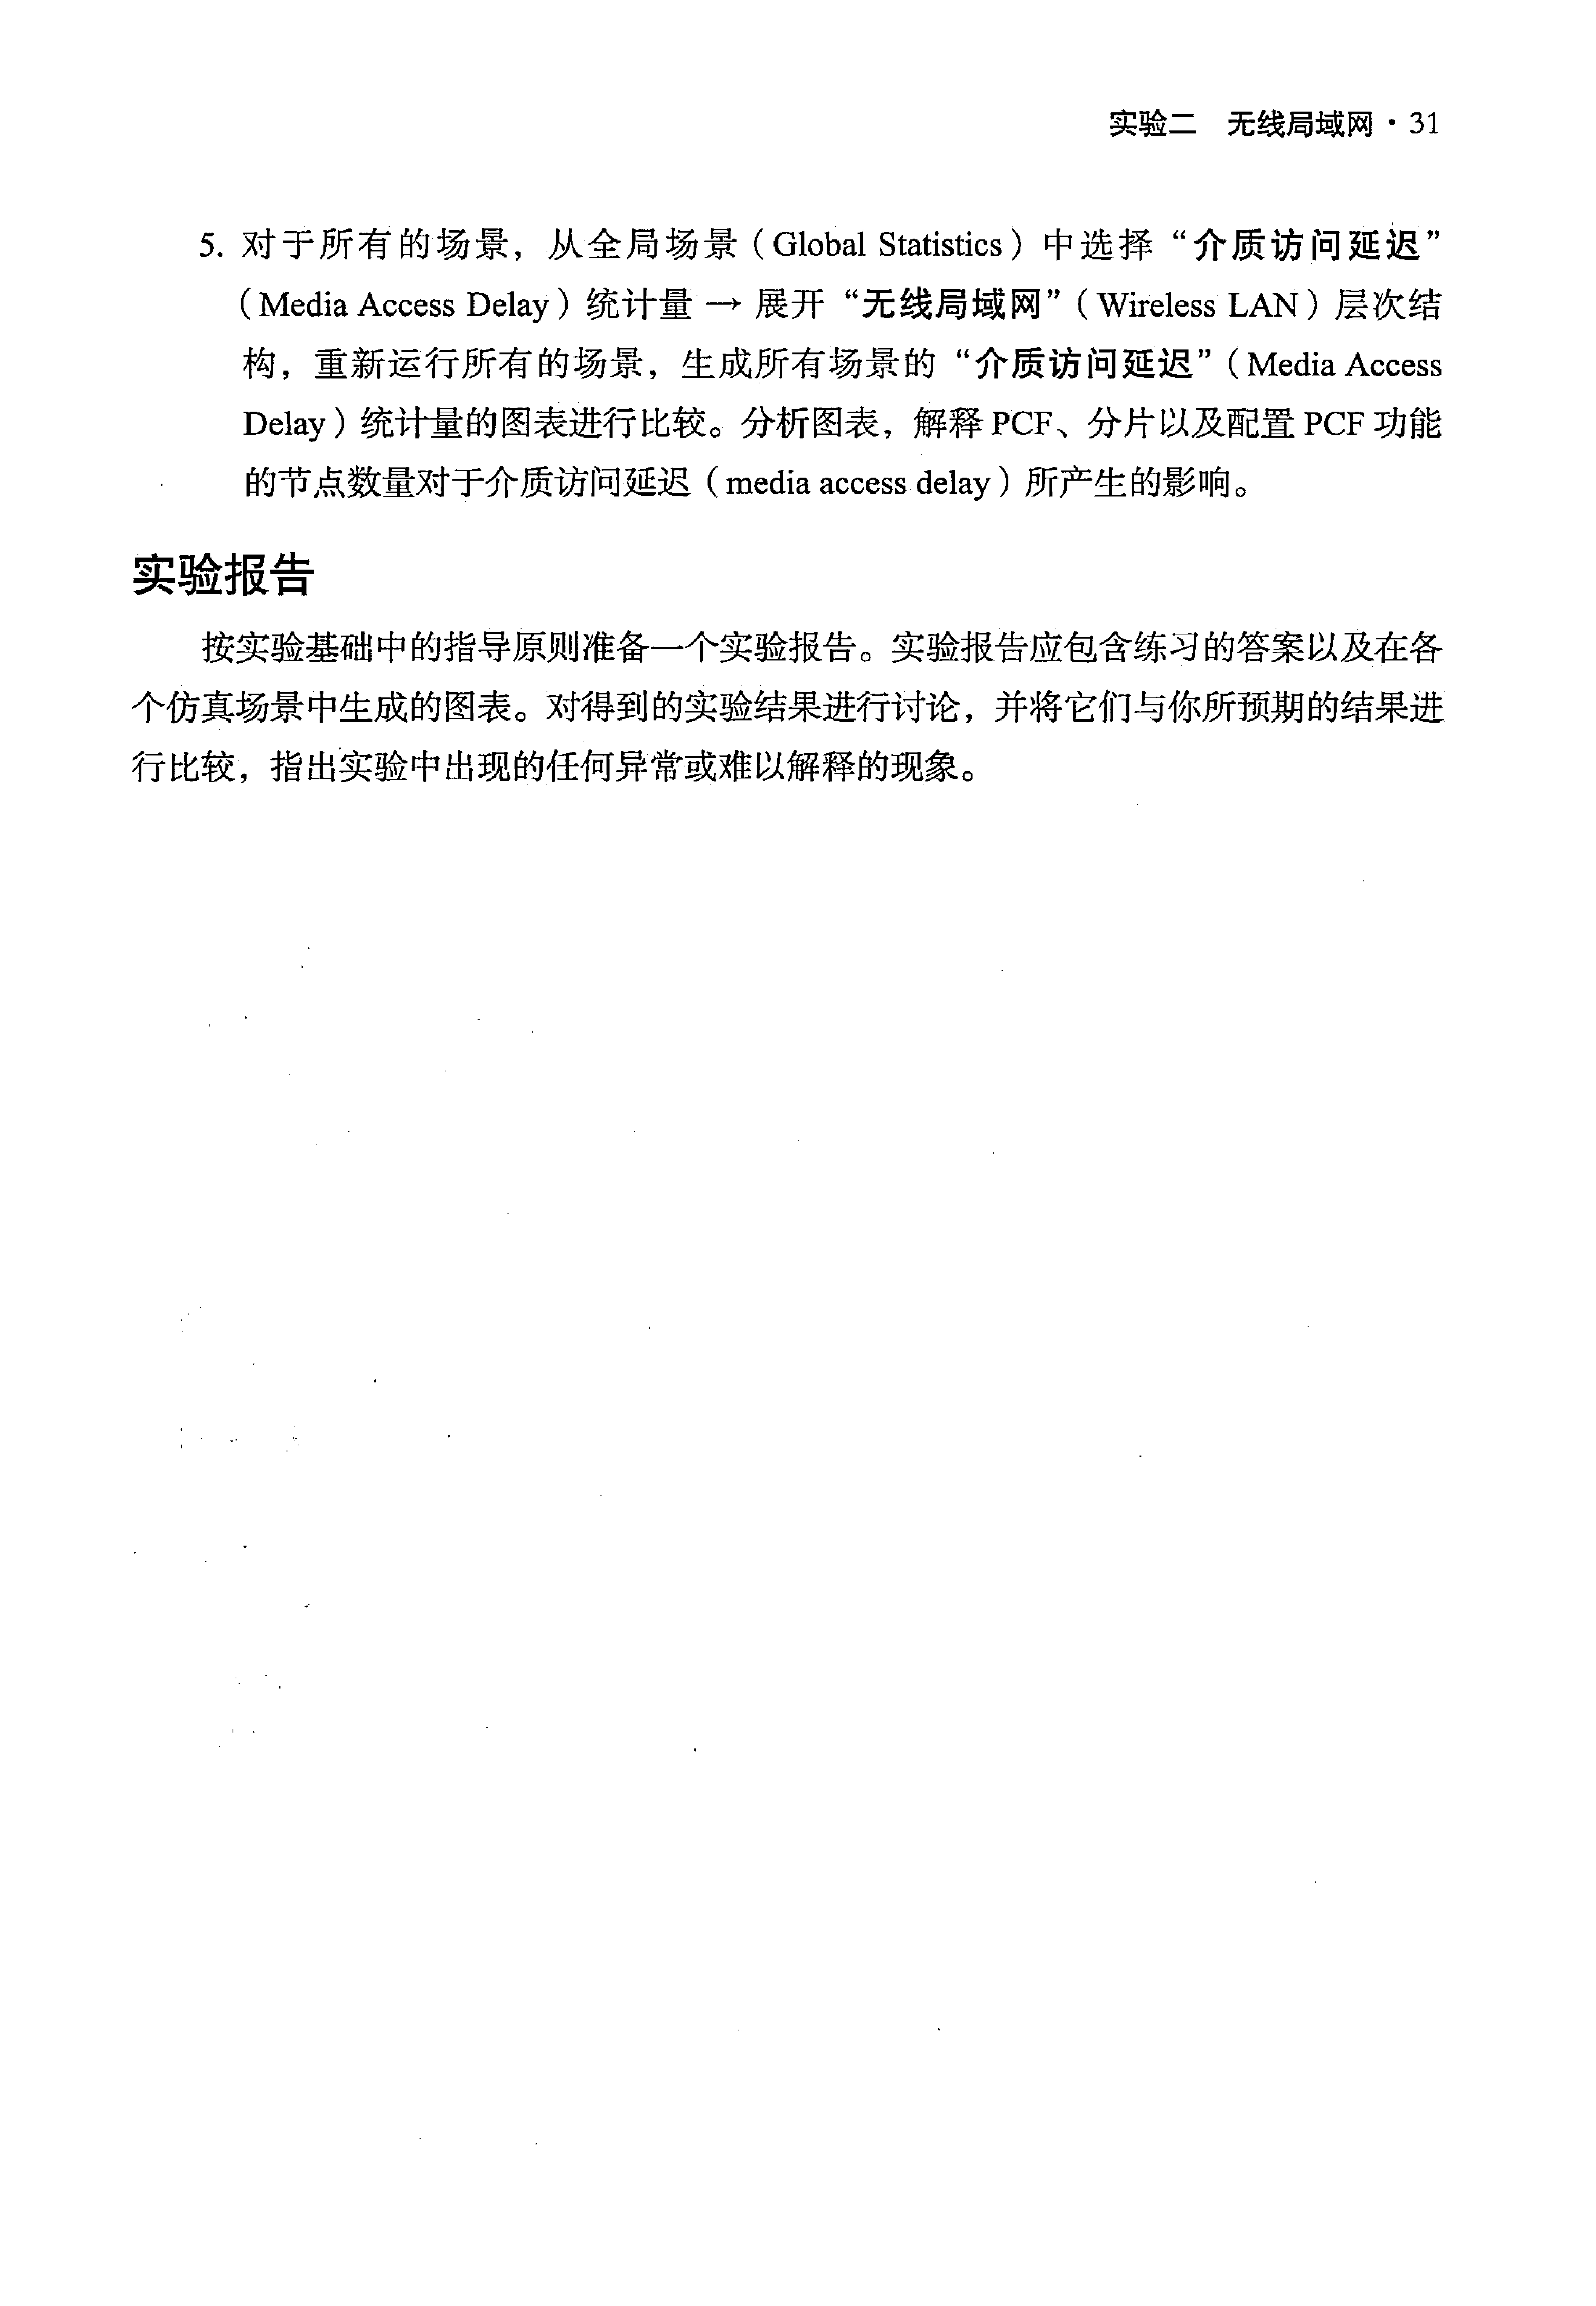 实验二 无线局域网·31
5. 对于所有的场景，从全局场景（Global Statistics）中选择“介质访问延迟”
（Media Access Delay）统计量 → 展开“无线局域网”（Wireless LAN）层次结
构，重新运行所有的场景，生成所有场景的“介质访问延迟”（Media Access
Delay）统计量的图表进行比较。分析图表，解释 PCF、分片以及配置 PCF 功能
的节点数量对于介质访问延迟（media access delay）所产生的影响。
实验报告
按实验基础中的指导原则准备一个实验报告。实验报告应包含练习的答案以及在各
个仿真场景中生成的图表。对得到的实验结果进行讨论，并将它们与你所预期的结果进
行比较，指出实验中出现的任何异常或难以解释的现象。